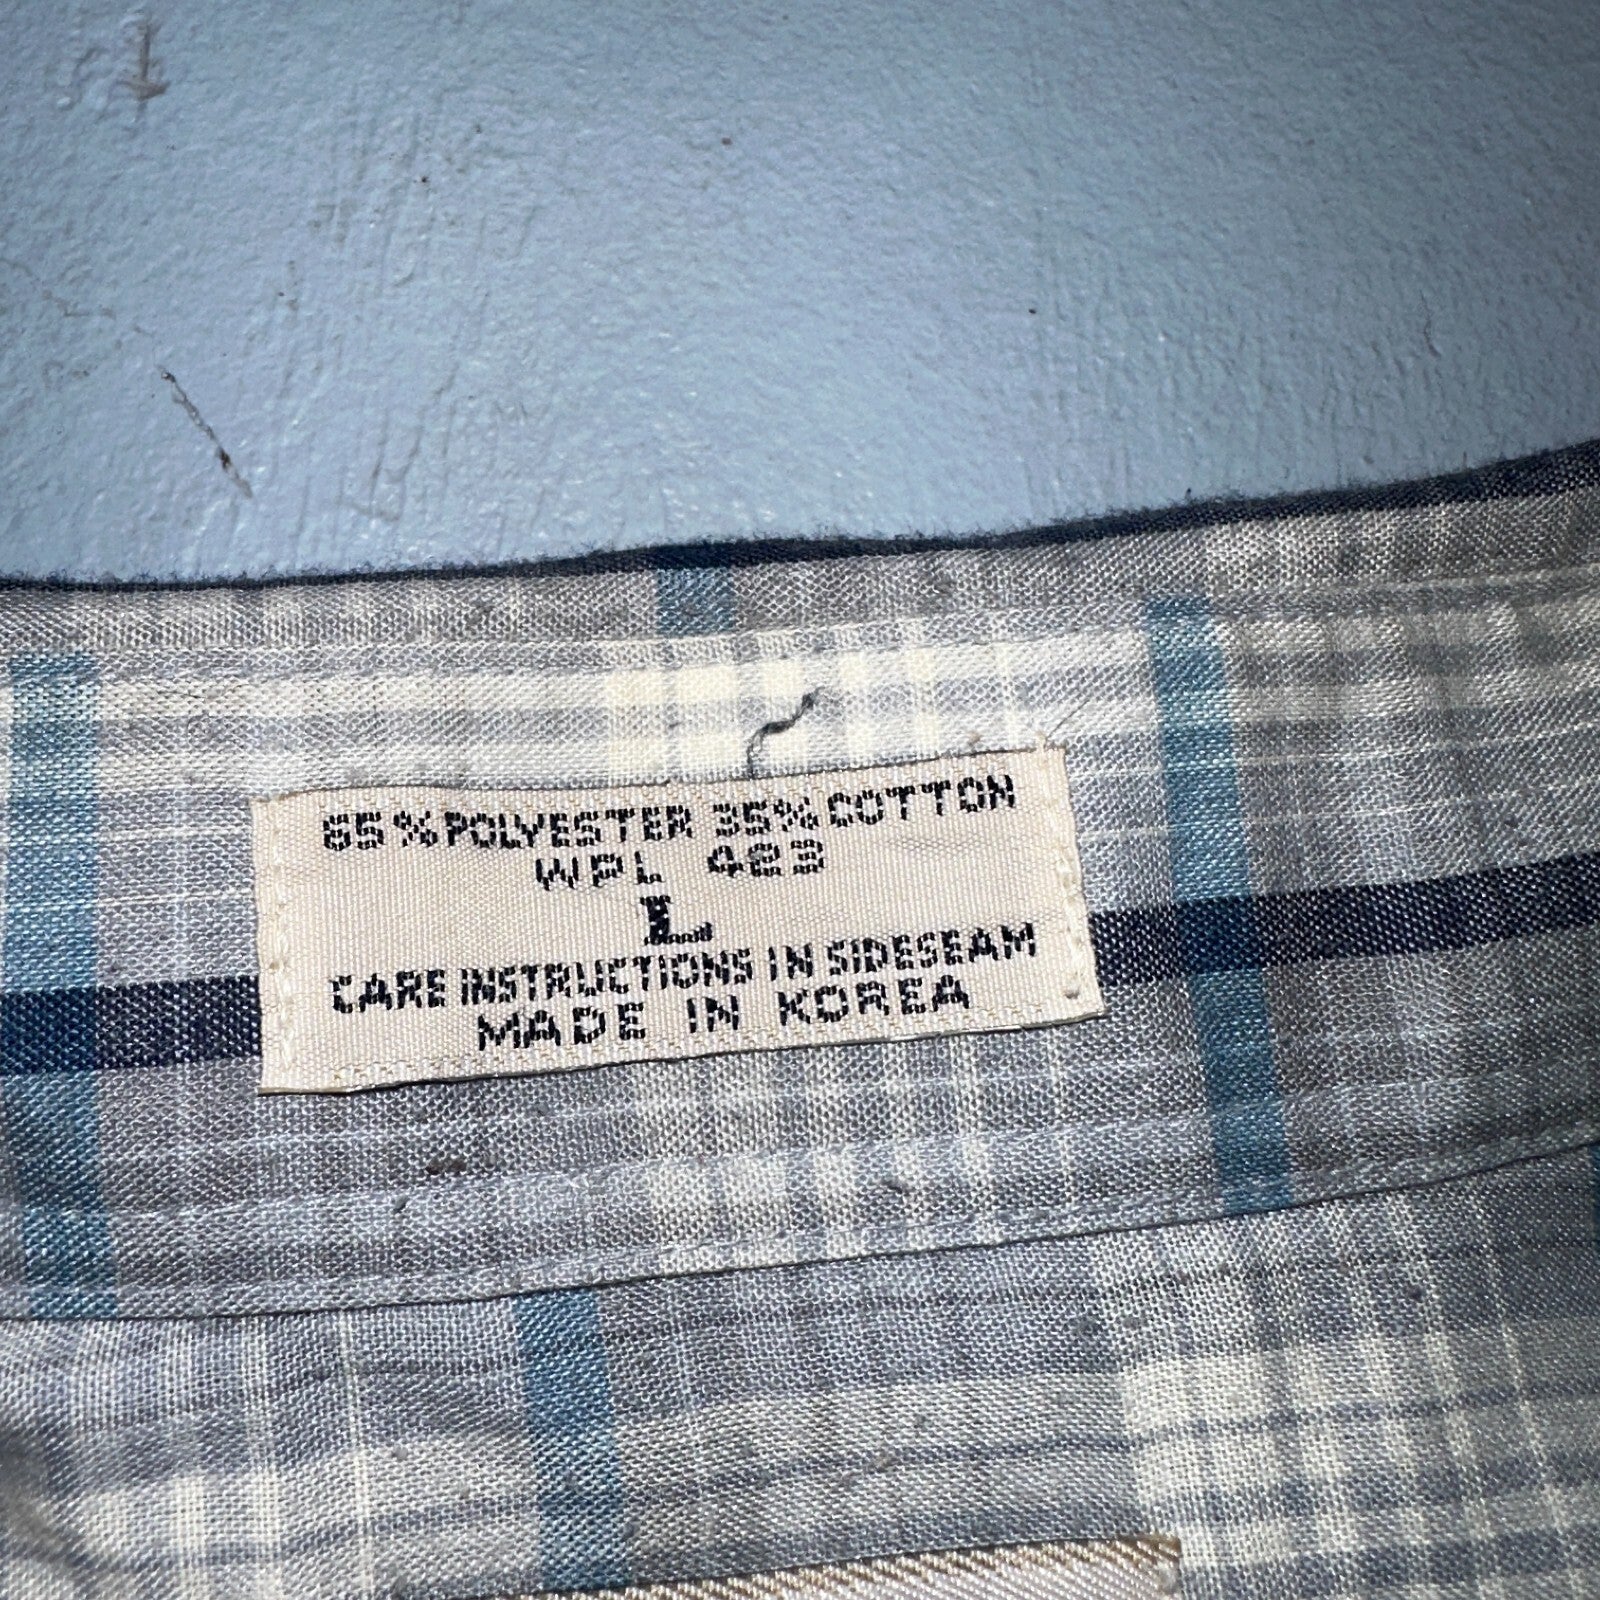 65% POLYESTER 35% COTTON
WPL 423
L
CARE INSTRUCTIONS IN SIDESEAM
MADE IN KOREA